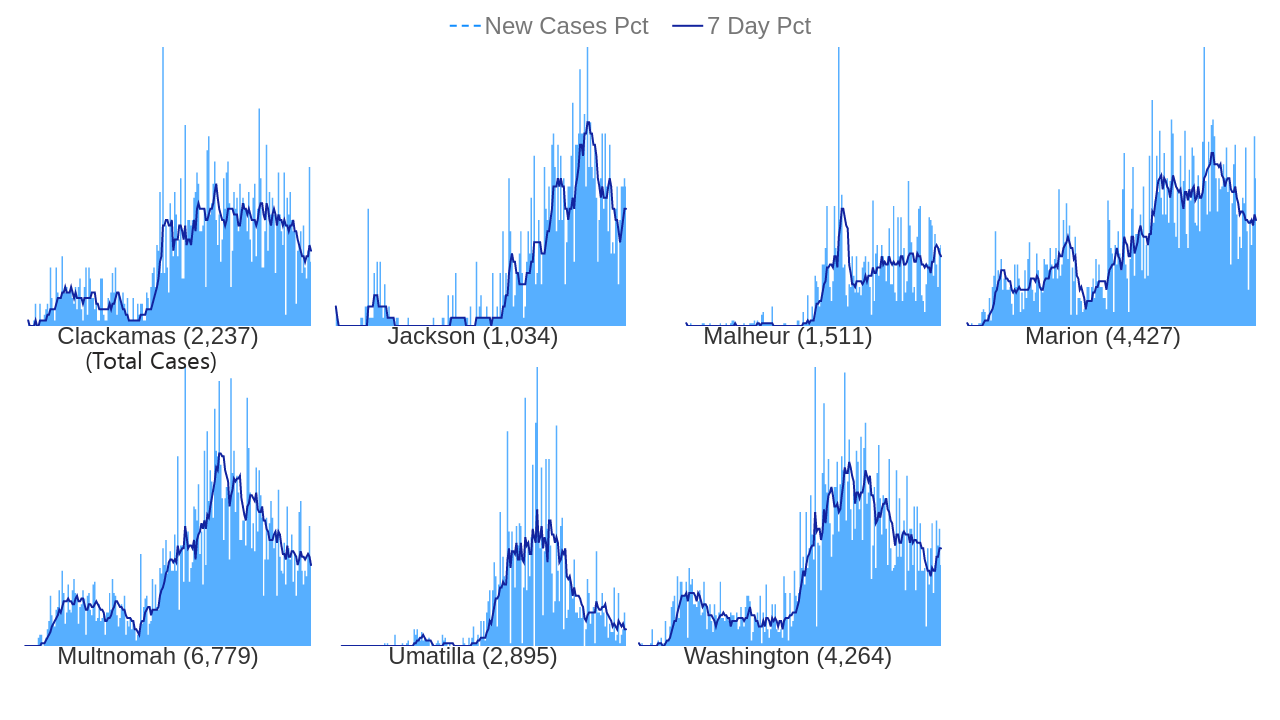 New Cases Pct 7 Day Pct
Clackamas (2,237) Jackson (1,034) Malheur (1,511) Marion (4,427)
(Total Cases)
Multnomah (6,779) Umatilla (2,895) Washington (4,264)